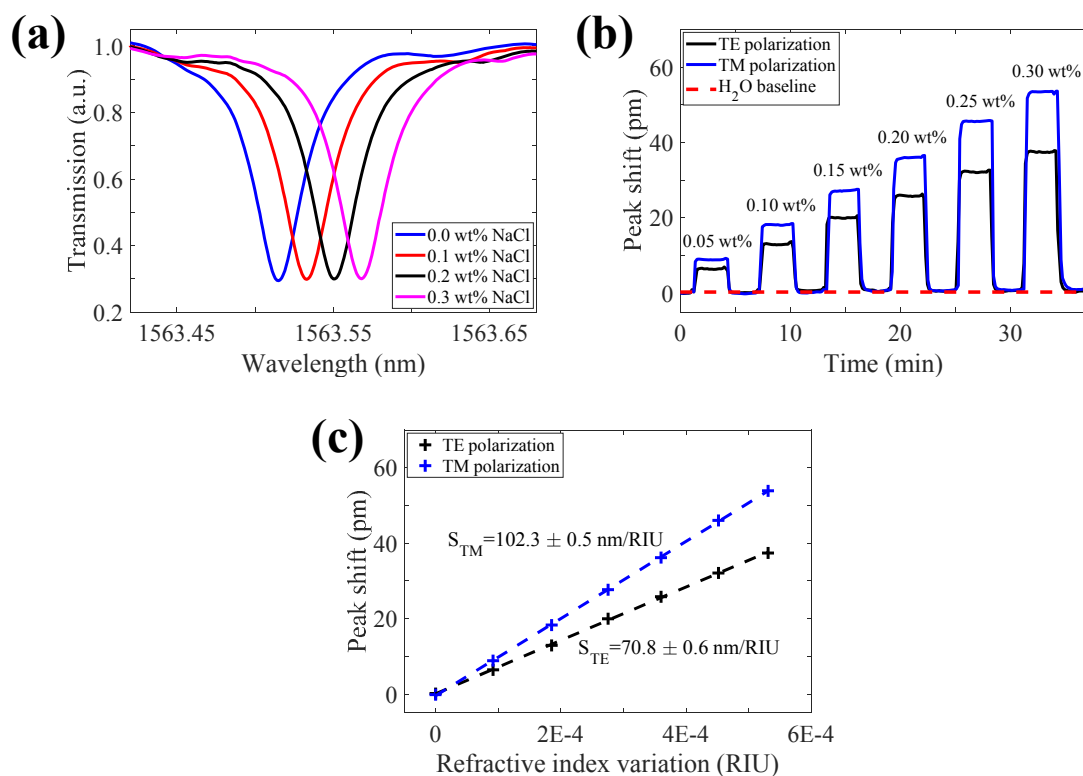 (a)
1.0
0.8
0.6
0.4
0.2
Transmission (a.u.)
0.0 wt% NaCl
0.1 wt% NaCl
0.2 wt% NaCl
0.3 wt% NaCl
1563.45
1563.55
1563.65
Wavelength (nm)
(b)
TE polarization
TM polarization
H2O baseline
60
40
20
0
Peak shift (pm)
0.05 wt%
0.10 wt%
0.15 wt%
0.20 wt%
0.25 wt%
0.30 wt%
0
10
20
30
Time (min)
(c)
TE polarization
TM polarization
60
40
20
0
Peak shift (pm)
STM=102.3 ± 0.5 nm/RIU
STE=70.8 ± 0.6 nm/RIU
0
2E-4
4E-4
6E-4
Refractive index variation (RIU)